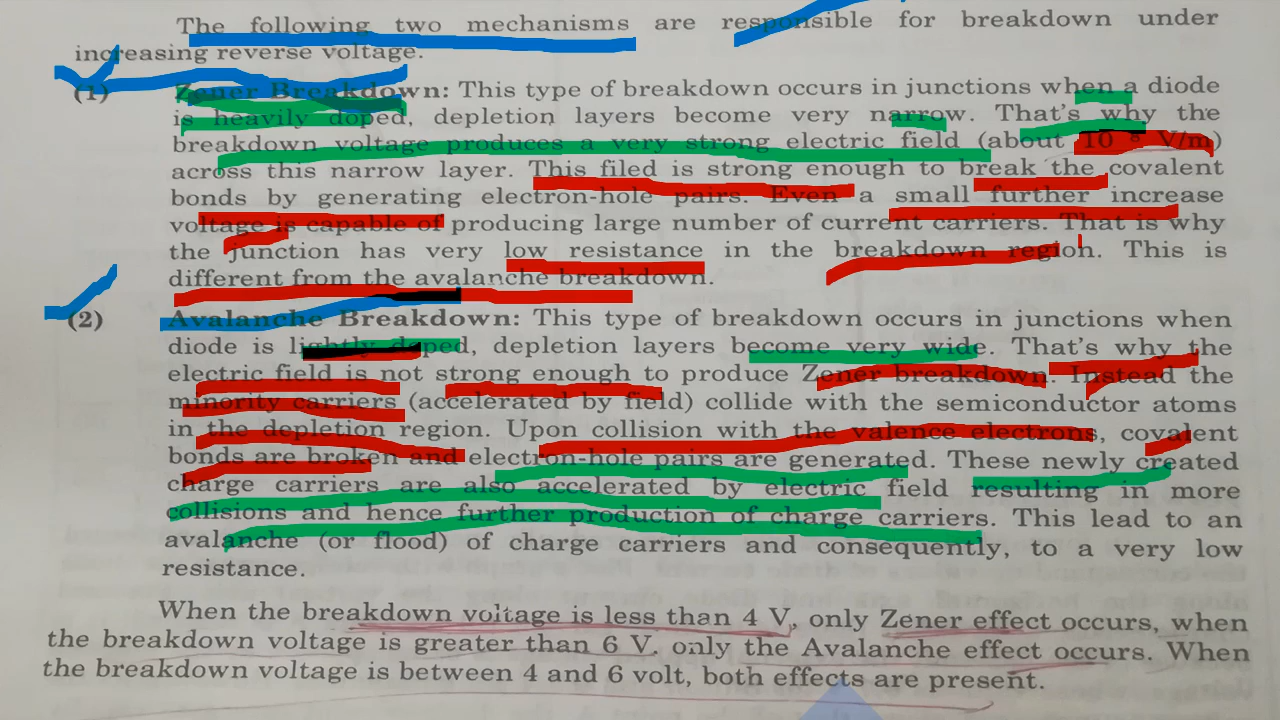 The following two mechanisms are responsible for breakdown under
increasing reverse voltage.
(1) Zener Breakdown: This type of breakdown occurs in junctions when a diode
is heavily doped, depletion layers become very narrow. That's why the
breakdown voltage produces a very strong electric field (about 10 8 V/m)
across this narrow layer. This filed is strong enough to break the covalent
bonds by generating electron-hole pairs. Even a small further increase
voltage is capable of producing large number of current carriers. That is why
the junction has very low resistance in the breakdown region. This is
different from the avalanche breakdown.
(2) Avalanche Breakdown: This type of breakdown occurs in junctions when
diode is lightly doped, depletion layers become very wide. That's why the
electric field is not strong enough to produce Zener breakdown. Instead the
minority carriers (accelerated by field) collide with the semiconductor atoms
in the depletion region. Upon collision with the valence electrons, covalent
bonds are broken and electron-hole pairs are generated. These newly created
charge carriers are also accelerated by electric field resulting in more
collisions and hence further production of charge carriers. This lead to an
avalanche (or flood) of charge carriers and consequently, to a very low
resistance.
When the breakdown voltage is less than 4 V, only Zener effect occurs, when
the breakdown voltage is greater than 6 V. only the Avalanche effect occurs. When
the breakdown voltage is between 4 and 6 volt, both effects are present.